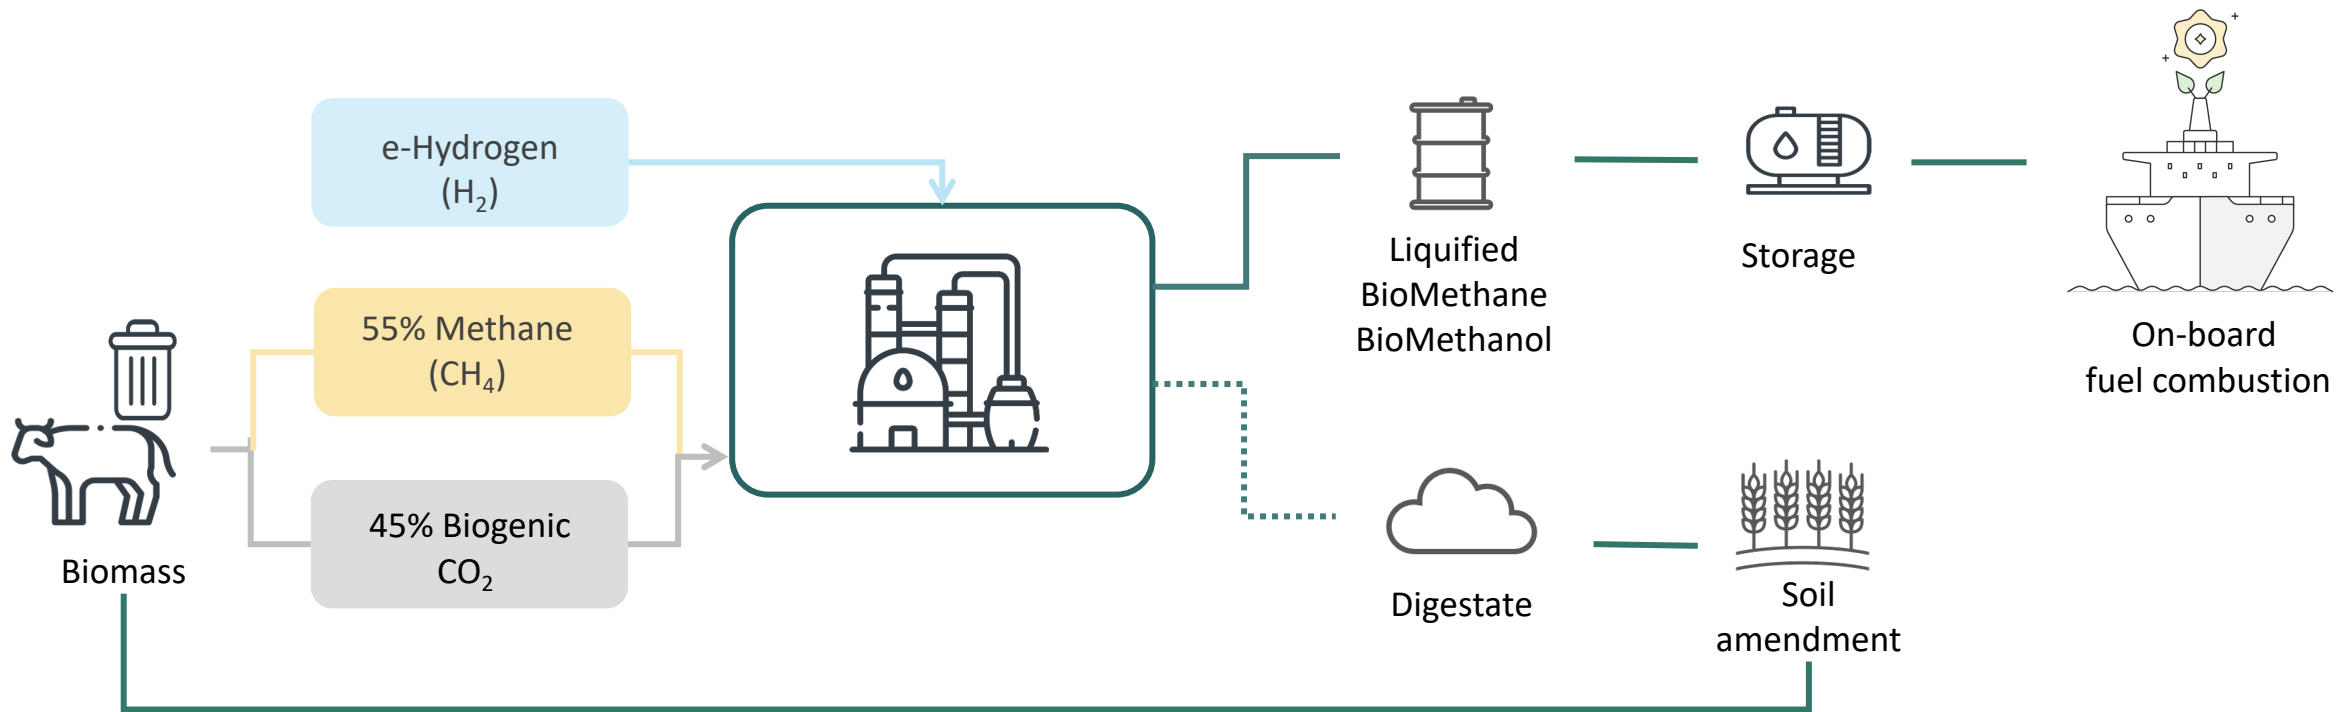 e-Hydrogen
(H₂)
55% Methane
(CH₄)
45% Biogenic
CO₂
Biomass
Liquified
BioMethane
BioMethanol
Storage
On-board
fuel combustion
Digestate
Soil
amendment